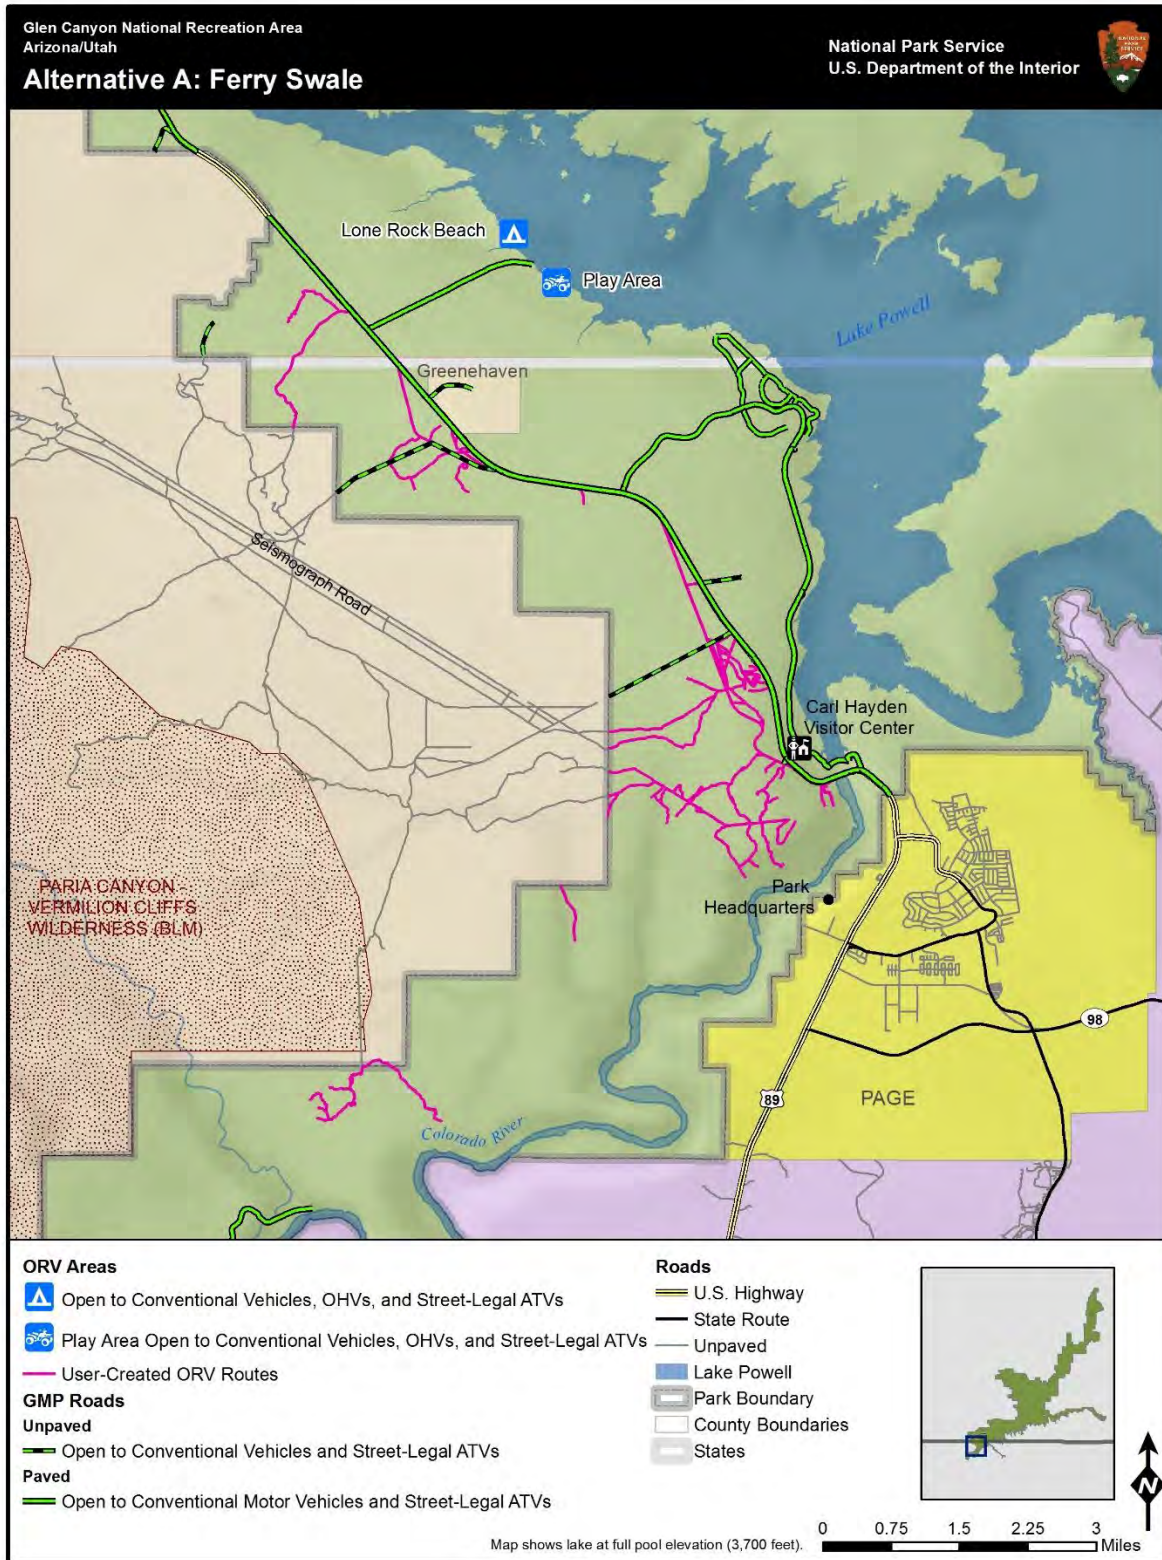 Glen Canyon National Recreation Area
Arizona/Utah
Alternative A: Ferry Swale
National Park Service
U.S. Department of the Interior
NATIONAL
PARK
SERVICE
Lone Rock Beach
Play Area
Lake Powell
Greenehaven
Seismograph Road
Carl Hayden
Visitor Center
PARIA CANYON -
VERMILION CLIFFS
WILDERNESS (BLM)
Park
Headquarters
98
89
PAGE
Colorado River
ORV Areas
Open to Conventional Vehicles, OHVs, and Street-Legal ATVs
Play Area Open to Conventional Vehicles, OHVs, and Street-Legal ATVs
User-Created ORV Routes
GMP Roads
Unpaved
Open to Conventional Vehicles and Street-Legal ATVs
Paved
Open to Conventional Motor Vehicles and Street-Legal ATVs
Roads
U.S. Highway
State Route
Unpaved
Lake Powell
Park Boundary
County Boundaries
States
N
Map shows lake at full pool elevation (3,700 feet).
0 0.75 1.5 2.25 3
Miles